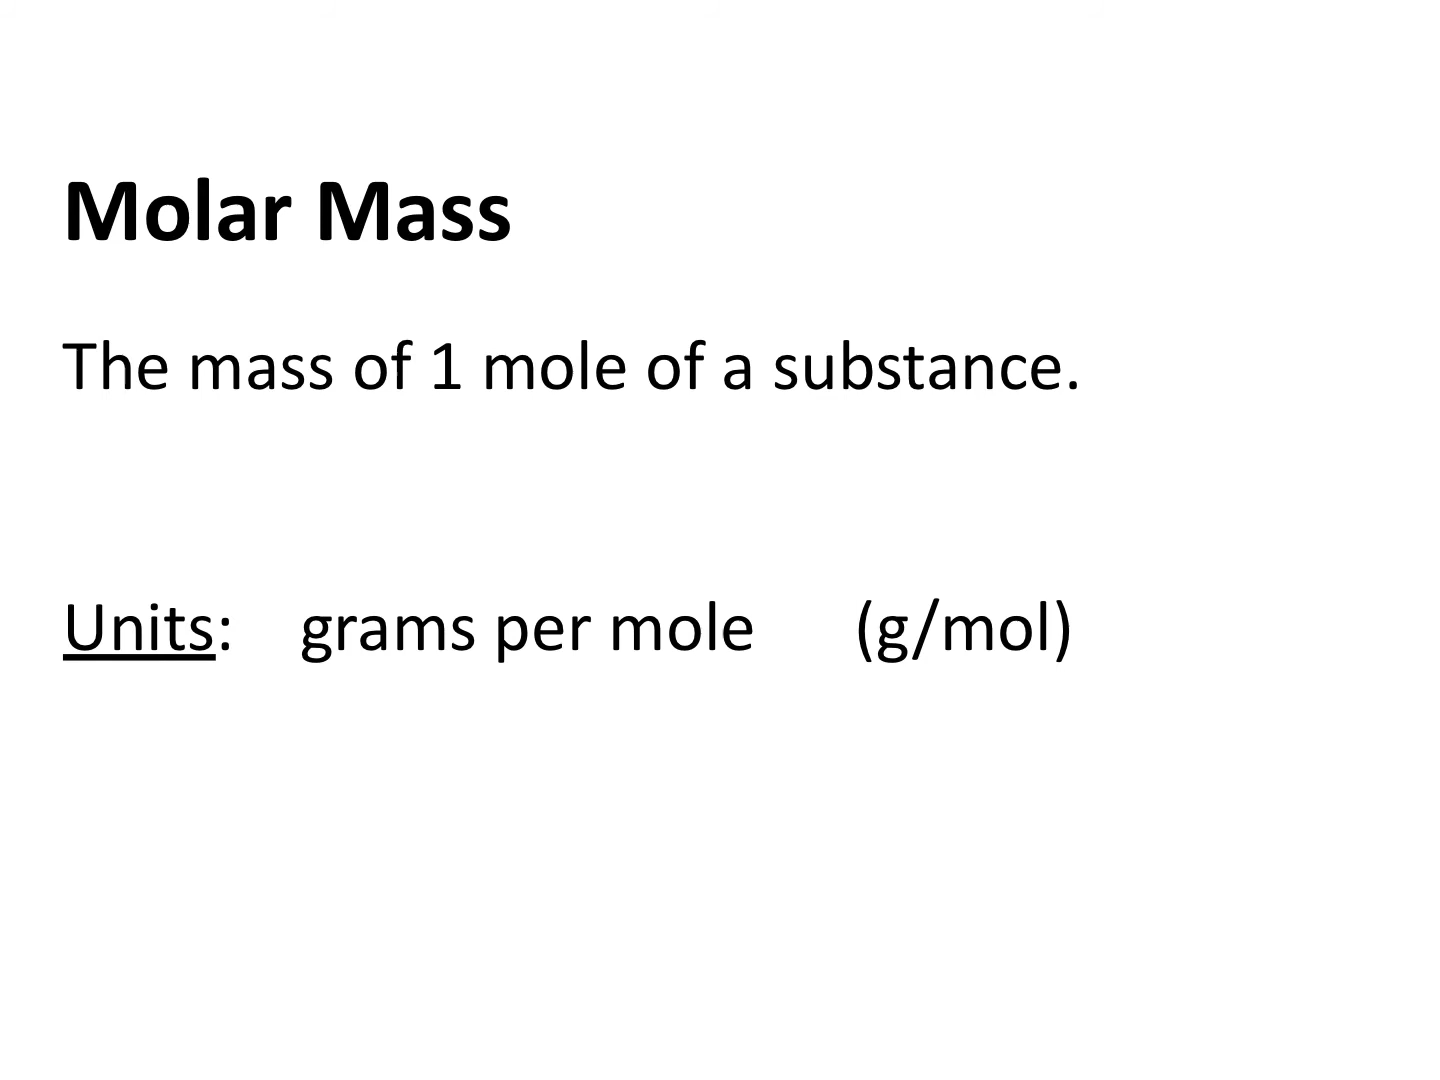 Molar Mass
The mass of 1 mole of a substance.
Units: grams per mole (g/mol)